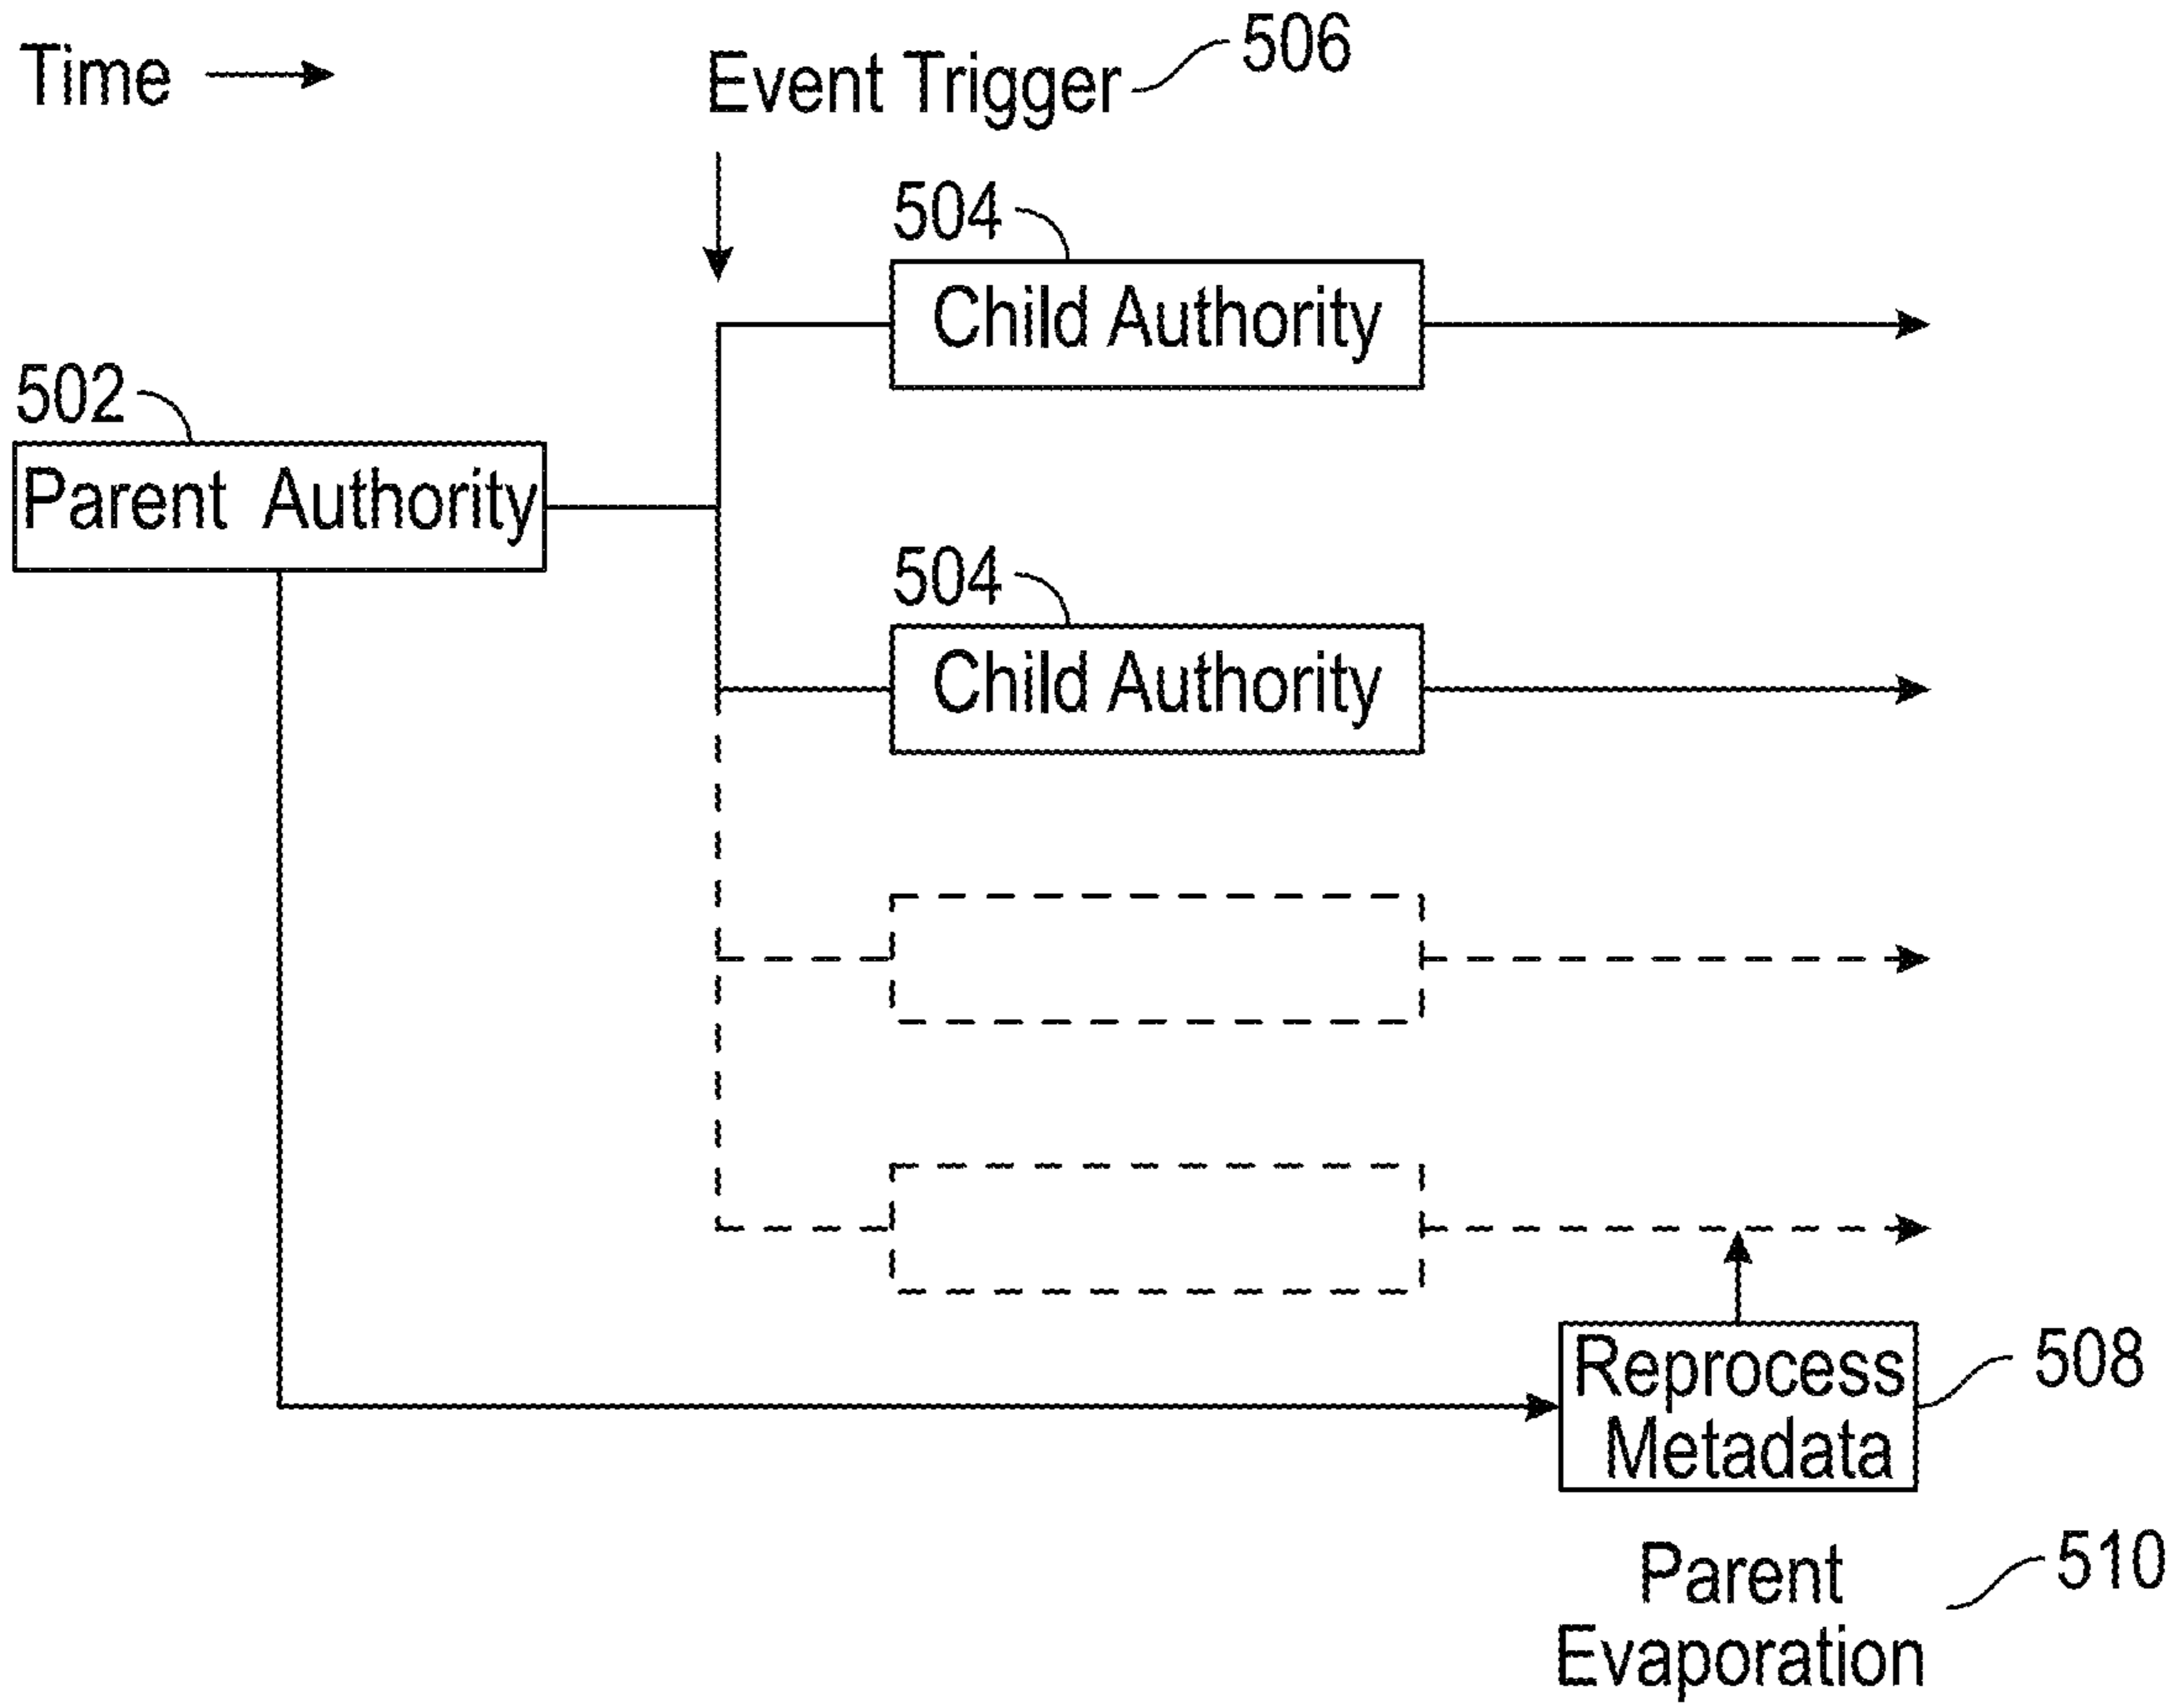 Time
Event Trigger
506
504
Child Authority
502
Parent Authority
504
Child Authority
Reprocess
Metadata
508
Parent
Evaporation
510